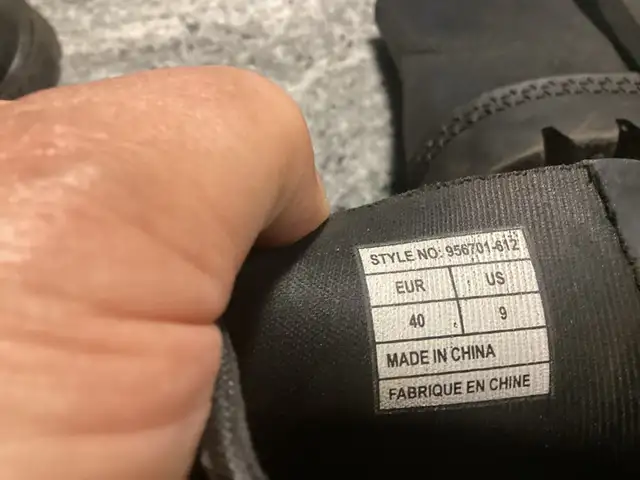 STYLE NO: 956701-612
EUR US
40 9
MADE IN CHINA
FABRIQUE EN CHINE